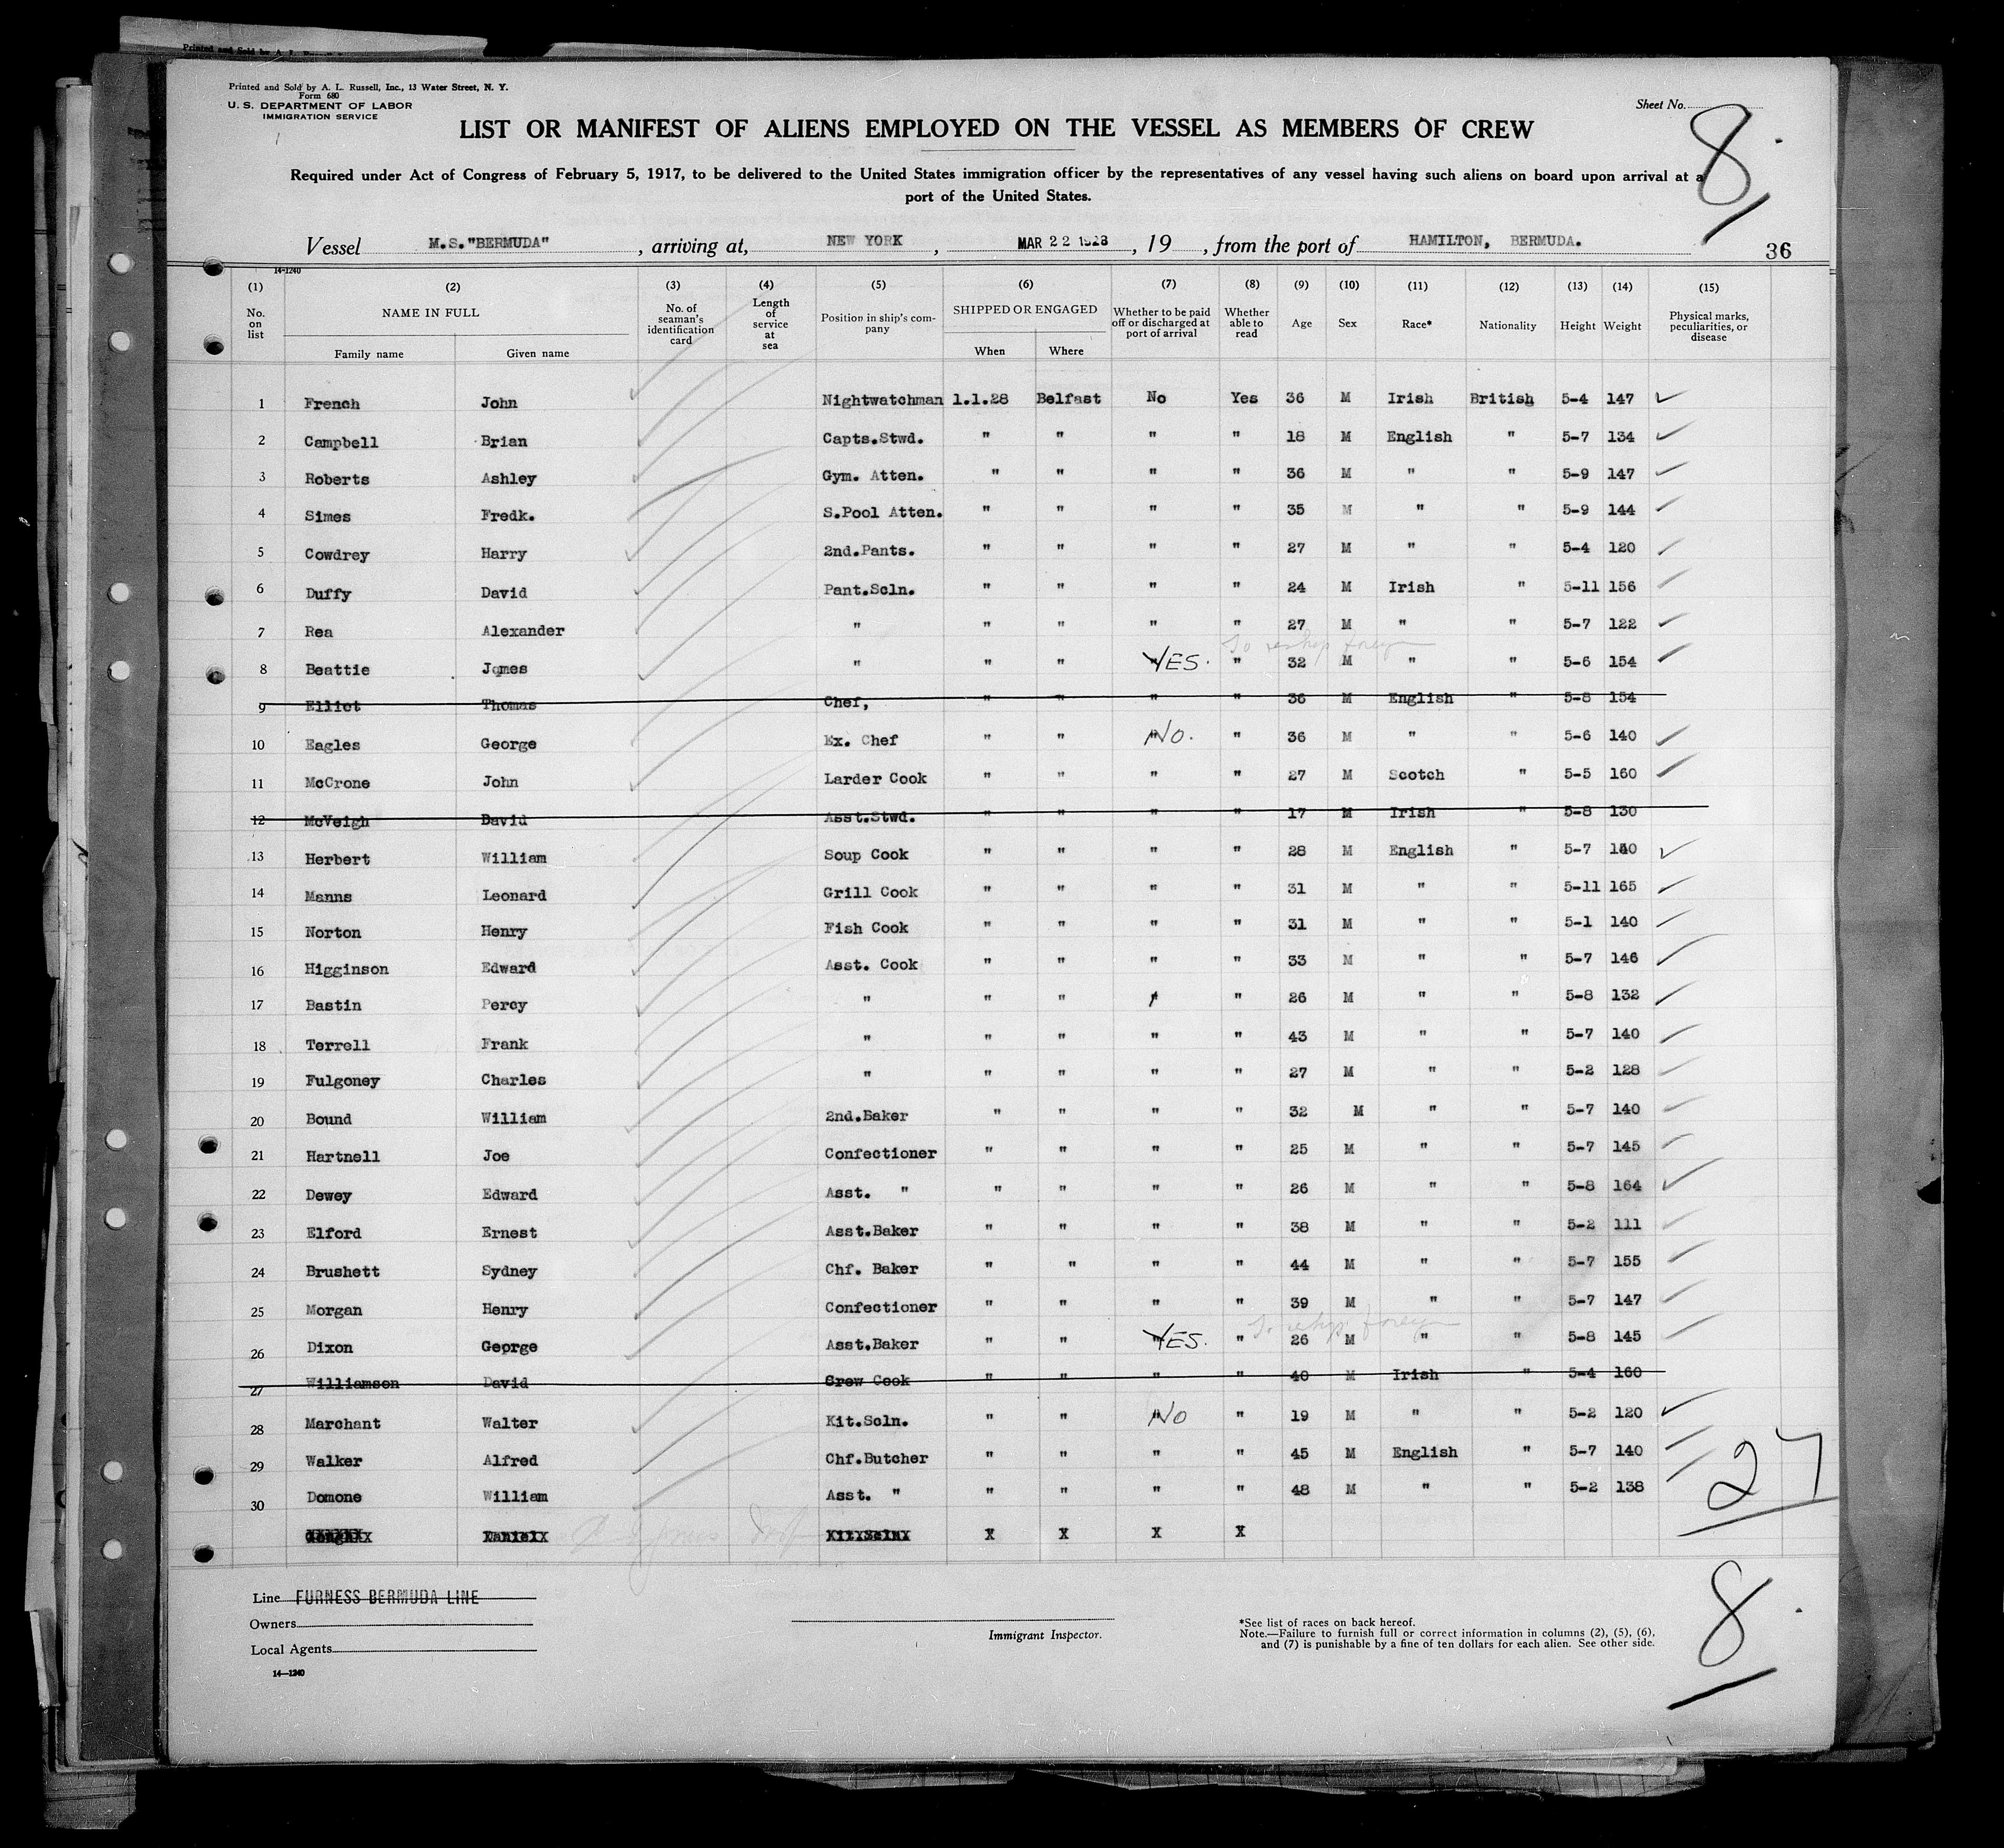 Printed and Sold by A. L. Russell, Inc., 13 Water Street, N. Y.
Form 680
U. S. DEPARTMENT OF LABOR
IMMIGRATION SERVICE
Sheet No. 8
LIST OR MANIFEST OF ALIENS EMPLOYED ON THE VESSEL AS MEMBERS OF CREW
Required under Act of Congress of February 5, 1917, to be delivered to the United States immigration officer by the representatives of any vessel having such aliens on board upon arrival at a
port of the United States.
Vessel M.S."BERMUDA" , arriving at, NEW YORK , MAR 22 1928 , 19 , from the port of HAMILTON, BERMUDA.
36
14-1240
(1) No. on list (2) NAME IN FULL Family name Given name (3) No. of seaman's identification card (4) Length of service at sea (5) Position in ship's company (6) SHIPPED OR ENGAGED When Where (7) Whether to be paid off or discharged at port of arrival (8) Whether able to read (9) Age (10) Sex (11) Race* (12) Nationality (13) Height (14) Weight (15) Physical marks, peculiarities, or disease
1 French John Nightwatchman 1.1.28 Belfast No Yes 36 M Irish British 5-4 147
2 Campbell Brian Capts.Stwd. " " " " 18 M English " 5-7 134
3 Roberts Ashley Gym. Atten. " " " " 36 M " " 5-9 147
4 Simes Fredk. S.Pool Atten. " " " " 35 M " " 5-9 144
5 Cowdrey Harry 2nd.Pants. " " " " 27 M " " 5-4 120
6 Duffy David Pant.Scln. " " " " 24 M Irish " 5-11 156
7 Rea Alexander " " " " " 27 M " " 5-7 122
To reship foreign
8 Beattie James " " " YES. " 32 M " " 5-6 154
9 Elliot Thomas Chef, " " " " 36 M English " 5-8 154
10 Eagles George Ex. Chef " " No. " 36 M " " 5-6 140
11 McCrone John Larder Cook " " " " 27 M Scotch " 5-5 160
12 McVeigh David Asst.Stwd. " " " " 17 M Irish " 5-8 130
13 Herbert William Soup Cook " " " " 28 M English " 5-7 140
14 Manns Leonard Grill Cook " " " " 31 M " " 5-11 165
15 Norton Henry Fish Cook " " " " 31 M " " 5-1 140
16 Higginson Edward Asst. Cook " " " " 33 M " " 5-7 146
17 Bastin Percy " " " " " 26 M " " 5-8 132
18 Terrell Frank " " " " " 43 M " " 5-7 140
19 Fulgoney Charles " " " " " 27 M " " 5-2 128
20 Bound William 2nd.Baker " " " " 32 M " " 5-7 140
21 Hartnell Joe Confectioner " " " " 25 M " " 5-7 145
22 Dewey Edward Asst. " " " " " 26 M " " 5-8 164
23 Elford Ernest Asst.Baker " " " " 38 M " " 5-2 111
24 Brushett Sydney Chf. Baker " " " " 44 M " " 5-7 155
25 Morgan Henry Confectioner " " " " 39 M " " 5-7 147
To reship foreign
26 Dixon George Asst.Baker " " YES. " 26 M " " 5-8 145
27 Williamson David Crew Cook " " " " 40 M Irish " 5-4 160
28 Marchant Walter Kit.Scln. " " No " 19 M " " 5-2 120
29 Walker Alfred Chf.Butcher " " " " 45 M English " 5-7 140
27
30 Domone William Asst. " " " " " 48 M " " 5-2 138
X X X X
Line FURNESS BERMUDA LINE
Owners
Local Agents
14—1240
Immigrant Inspector.
*See list of races on back hereof.
Note.—Failure to furnish full or correct information in columns (2), (5), (6),
and (7) is punishable by a fine of ten dollars for each alien. See other side.
8